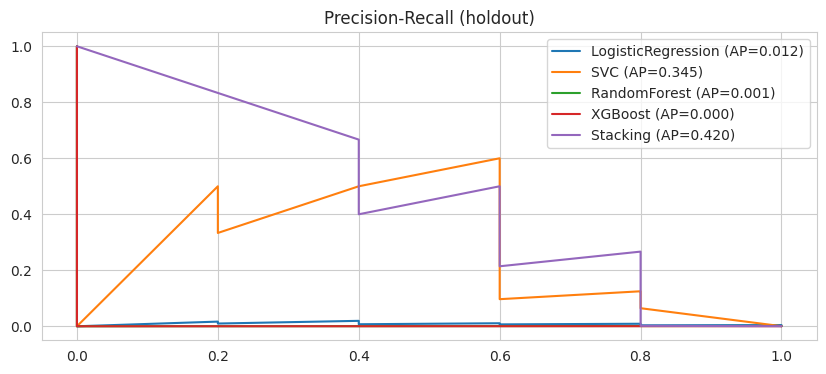 Precision-Recall (holdout)
LogisticRegression (AP=0.012)
SVC (AP=0.345)
RandomForest (AP=0.001)
XGBoost (AP=0.000)
Stacking (AP=0.420)
1.0
0.8
0.6
0.4
0.2
0.0
0.0 0.2 0.4 0.6 0.8 1.0